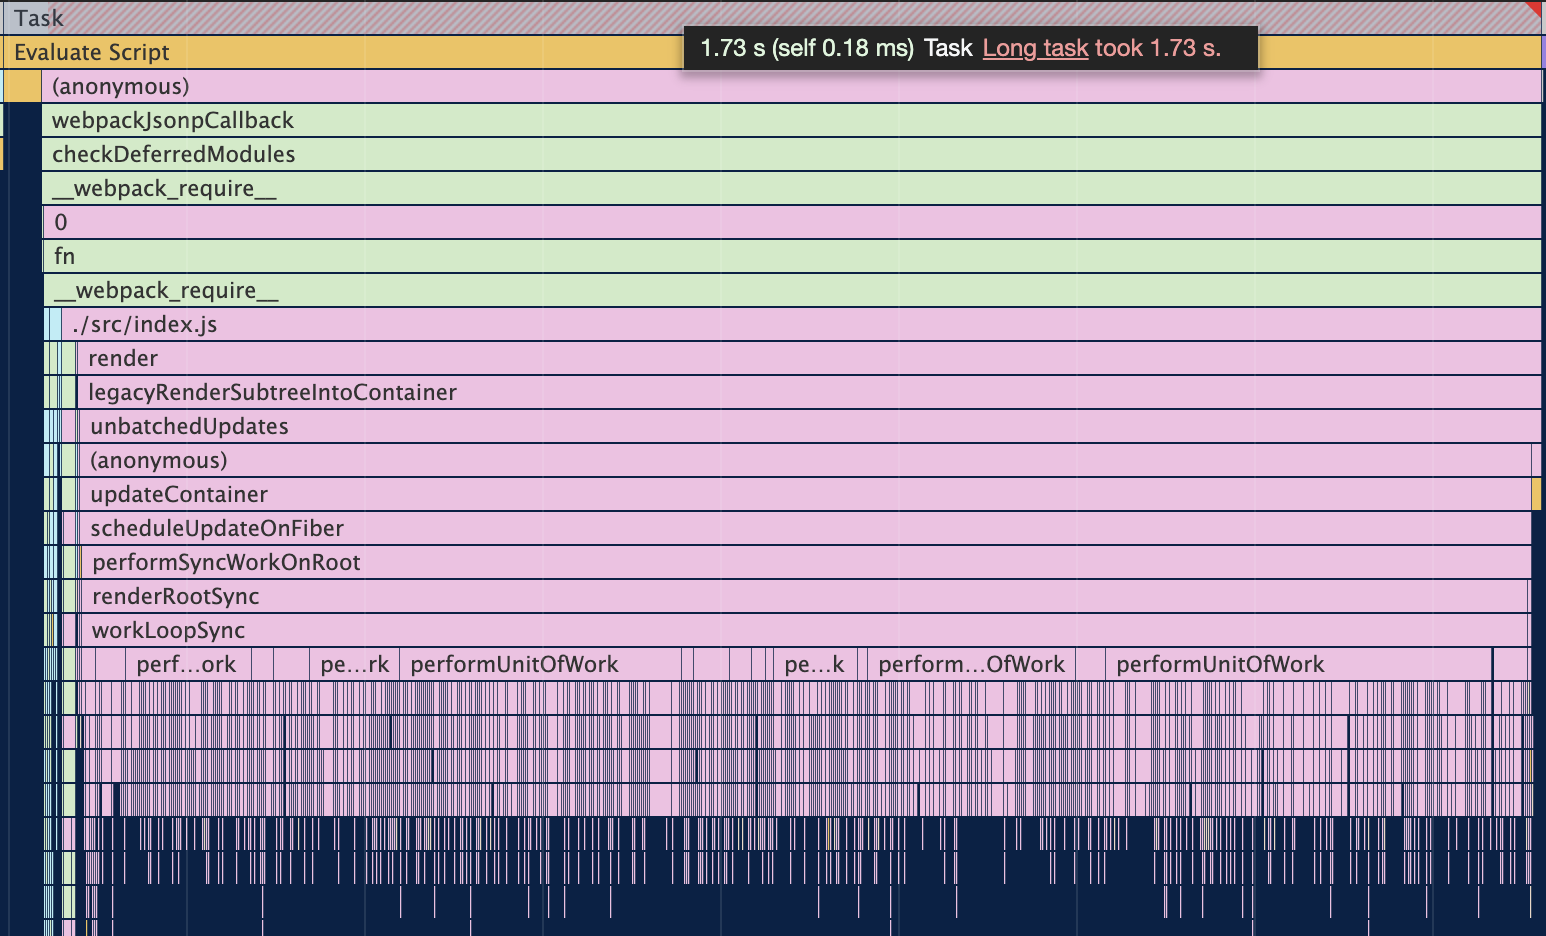 Task
1.73 s (self 0.18 ms) Task Long task took 1.73 s.
Evaluate Script
(anonymous)
webpackJsonpCallback
checkDeferredModules
__webpack_require__
0
fn
__webpack_require__
./src/index.js
render
legacyRenderSubtreeIntoContainer
unbatchedUpdates
(anonymous)
updateContainer
scheduleUpdateOnFiber
performSyncWorkOnRoot
renderRootSync
workLoopSync
perf…ork pe…rk performUnitOfWork pe…k perform…OfWork performUnitOfWork